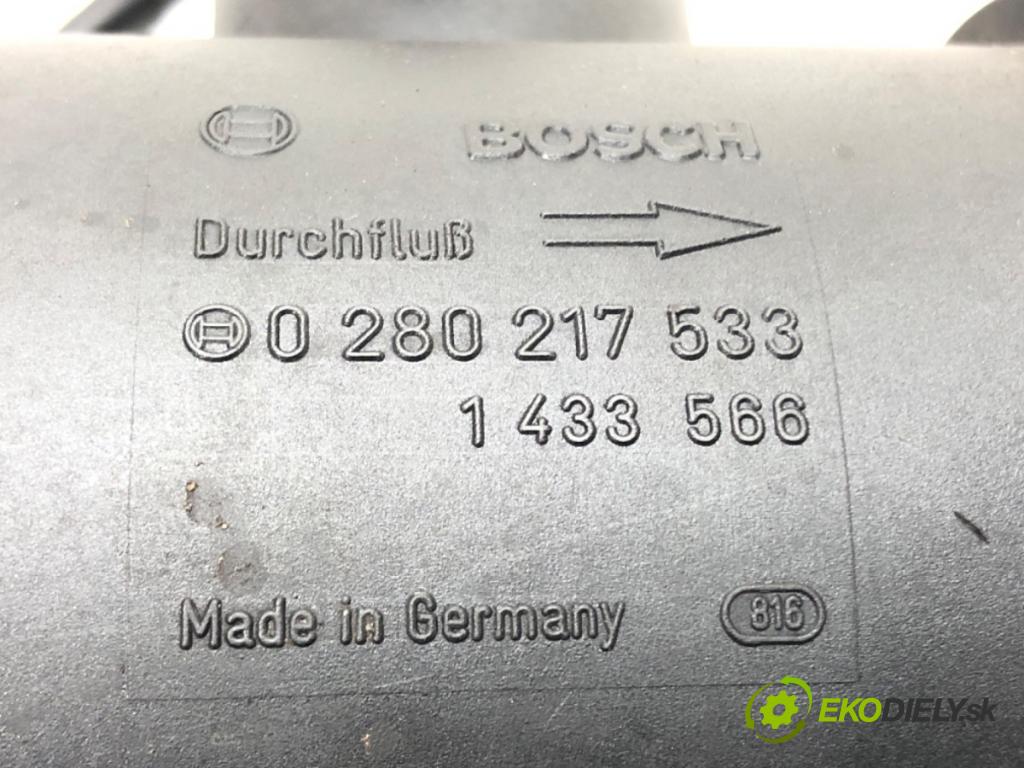 BOSCH
Durchfluß
0 280 217 533
1 433 566
Made in Germany
816
EKODIELY.sk